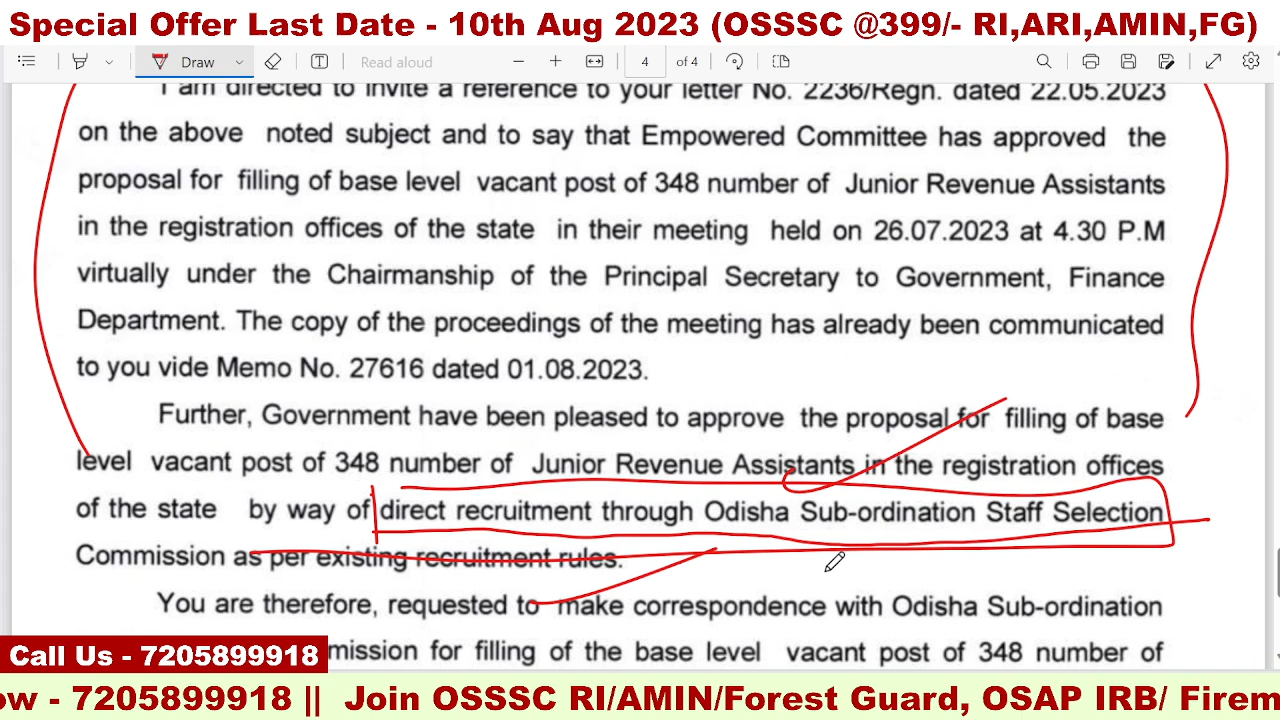 Special Offer Last Date - 10th Aug 2023 (OSSSC @399/- RI,ARI,AMIN,FG)
Draw Read aloud 4 of 4
I am directed to invite a reference to your letter No. 2236/Regn. dated 22.05.2023
on the above noted subject and to say that Empowered Committee has approved the
proposal for filling of base level vacant post of 348 number of Junior Revenue Assistants
in the registration offices of the state in their meeting held on 26.07.2023 at 4.30 P.M
virtually under the Chairmanship of the Principal Secretary to Government, Finance
Department. The copy of the proceedings of the meeting has already been communicated
to you vide Memo No. 27616 dated 01.08.2023.
Further, Government have been pleased to approve the proposal for filling of base
level vacant post of 348 number of Junior Revenue Assistants in the registration offices
of the state by way of direct recruitment through Odisha Sub-ordination Staff Selection
Commission as per existing recruitment rules.
You are therefore, requested to make correspondence with Odisha Sub-ordination
mission for filling of the base level vacant post of 348 number of
Call Us - 7205899918
ow - 7205899918 || Join OSSSC RI/AMIN/Forest Guard, OSAP IRB/ Firem